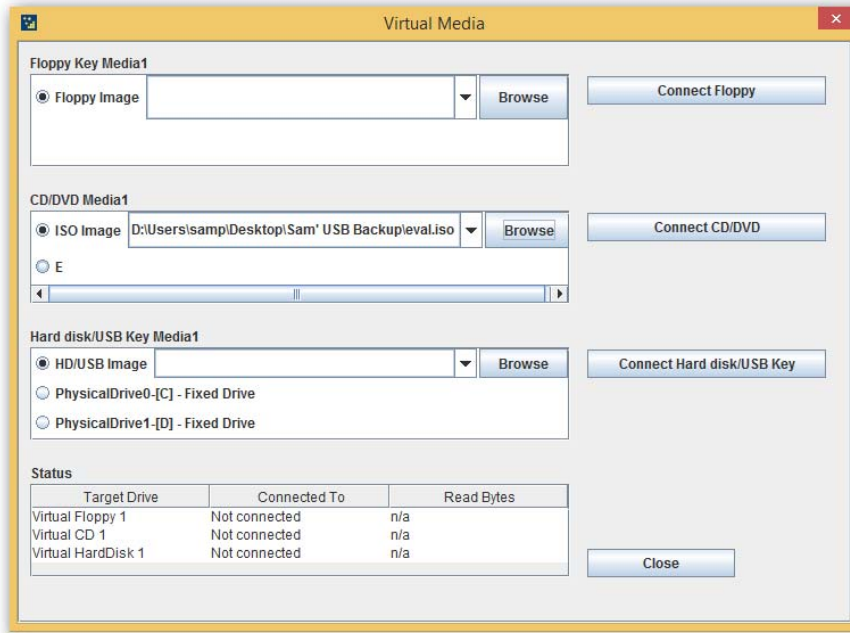 Virtual Media
Floppy Key Media1
Floppy Image Browse Connect Floppy
CD/DVD Media1
ISO Image D:\Users\samp\Desktop\Sam' USB Backup\eval.iso Browse Connect CD/DVD
E
Hard disk/USB Key Media1
HD/USB Image Browse Connect Hard disk/USB Key
PhysicalDrive0-[C] - Fixed Drive
PhysicalDrive1-[D] - Fixed Drive
Status
Target Drive Connected To Read Bytes
Virtual Floppy 1 Not connected n/a
Virtual CD 1 Not connected n/a
Virtual HardDisk 1 Not connected n/a
Close